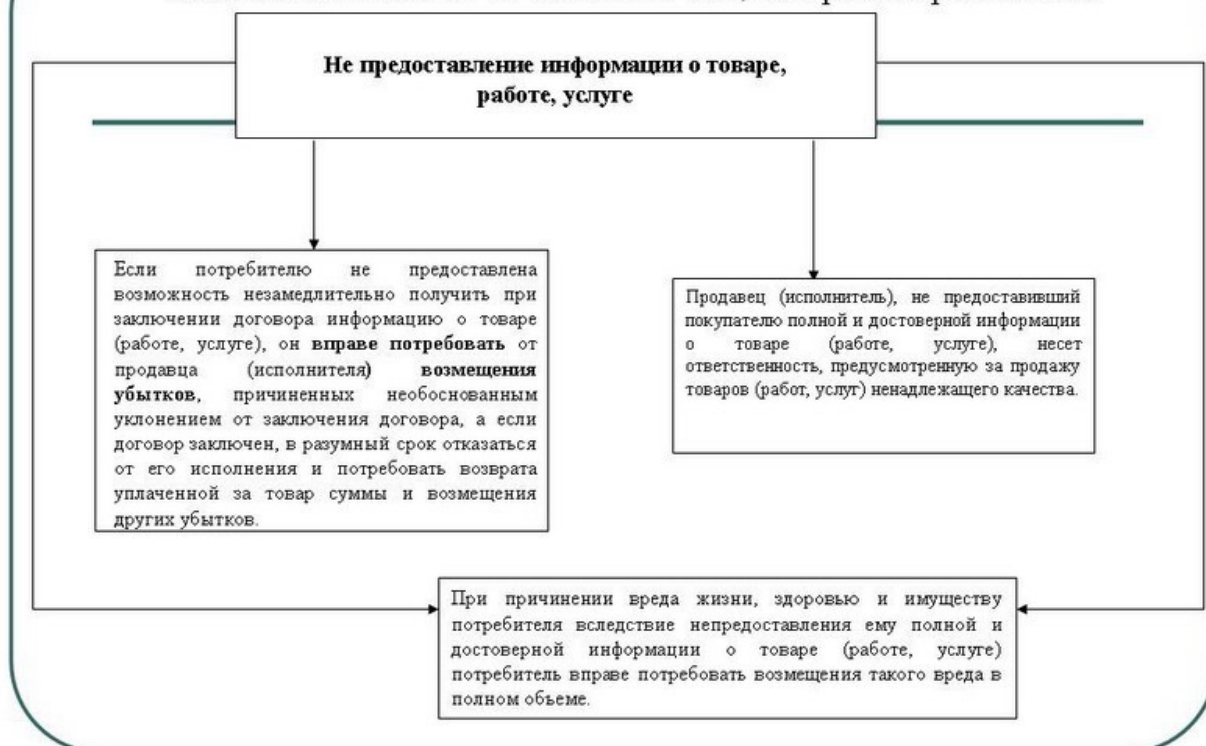 Не предоставление информации о товаре,
работе, услуге
Если потребителю не предоставлена
возможность незамедлительно получить при
заключении договора информацию о товаре
(работе, услуге), он вправе потребовать от
продавца (исполнителя) возмещения
убытков, причиненных необоснованным
уклонением от заключения договора, а если
договор заключен, в разумный срок отказаться
от его исполнения и потребовать возврата
уплаченной за товар суммы и возмещения
других убытков.
Продавец (исполнитель), не предоставивший
покупателю полной и достоверной информации
о товаре (работе, услуге), несет
ответственность, предусмотренную за продажу
товаров (работ, услуг) ненадлежащего качества.
При причинении вреда жизни, здоровью и имуществу
потребителя вследствие непредоставления ему полной и
достоверной информации о товаре (работе, услуге)
потребитель вправе потребовать возмещения такого вреда в
полном объеме.